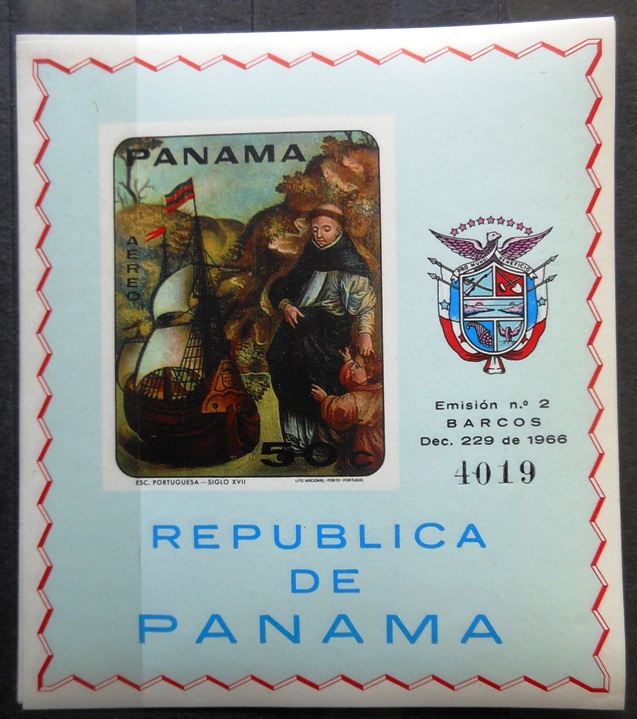 PANAMA
AEREO
50c
ESC. PORTUGUESA — SIGLO XVII
LITO NACIONAL - PORTO - PORTUGAL
Emisión n.º 2
BARCOS
Dec. 229 de 1966
4019
REPUBLICA
DE
PANAMA